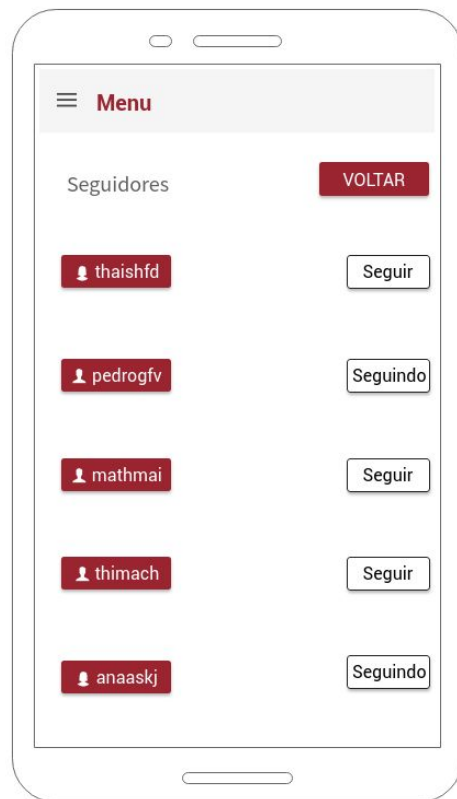 Menu
Seguidores VOLTAR
thaishfd Seguir
pedrogfv Seguindo
mathmai Seguir
thimach Seguir
anaaskj Seguindo